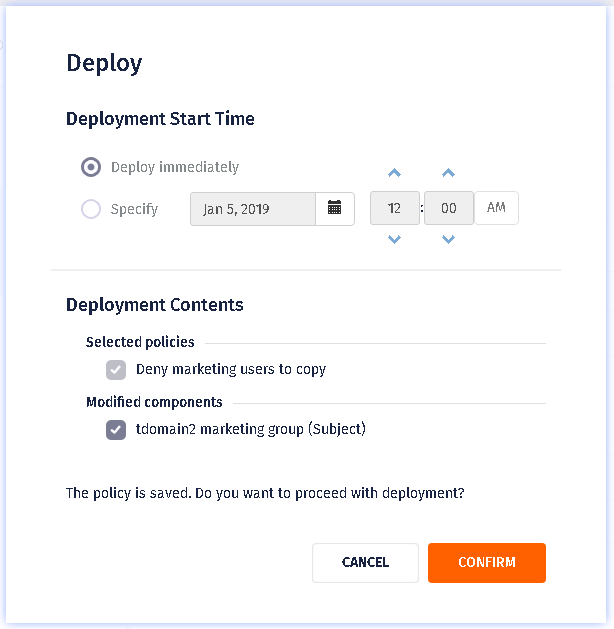 Deploy
Deployment Start Time
Deploy immediately
Specify Jan 5, 2019 12 : 00 AM
Deployment Contents
Selected policies
Deny marketing users to copy
Modified components
tdomain2 marketing group (Subject)
The policy is saved. Do you want to proceed with deployment?
CANCEL CONFIRM